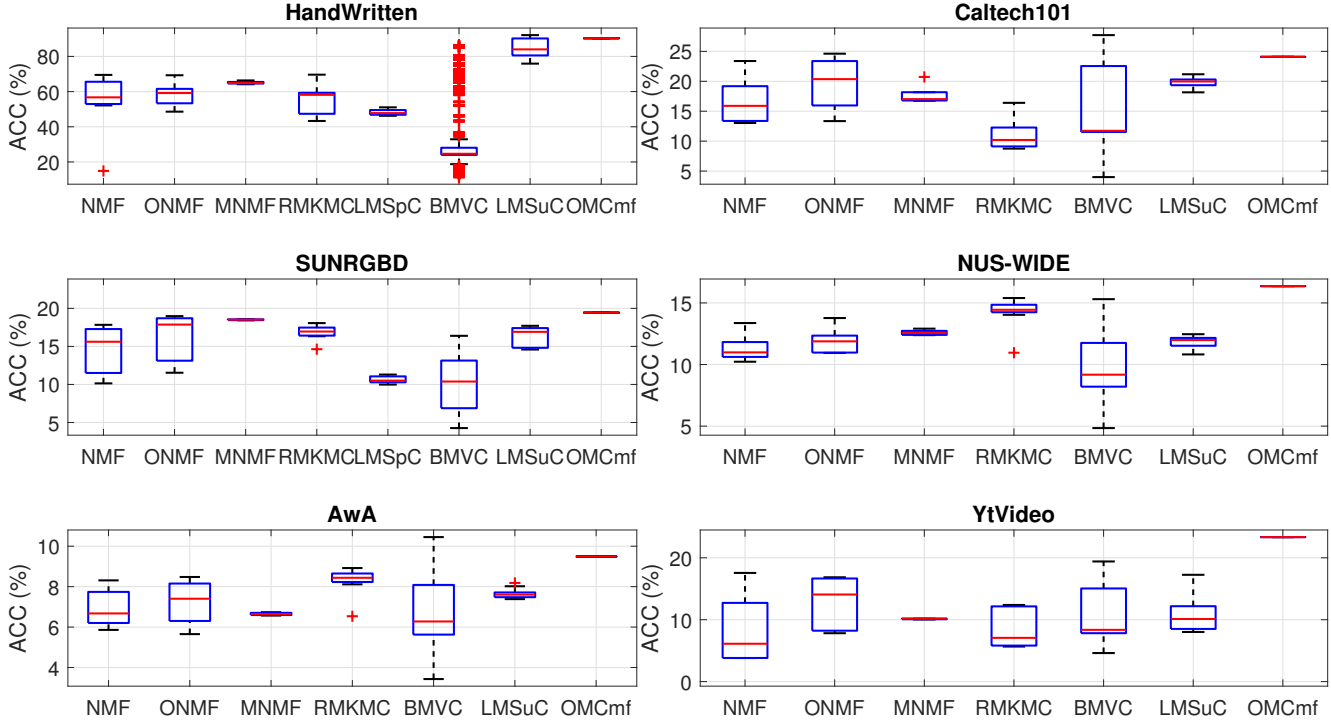 HandWritten
ACC (%)
80
60
40
20
NMF ONMF MNMF RMKMC LMSpC BMVC LMSuC OMCmf
Caltech101
ACC (%)
25
20
15
10
5
NMF ONMF MNMF RMKMC BMVC LMSuC OMCmf
SUNRGBD
ACC (%)
20
15
10
5
NMF ONMF MNMF RMKMC LMSpC BMVC LMSuC OMCmf
NUS-WIDE
ACC (%)
15
10
5
NMF ONMF MNMF RMKMC BMVC LMSuC OMCmf
AwA
ACC (%)
10
8
6
4
NMF ONMF MNMF RMKMC BMVC LMSuC OMCmf
YtVideo
ACC (%)
20
10
0
NMF ONMF MNMF RMKMC BMVC LMSuC OMCmf